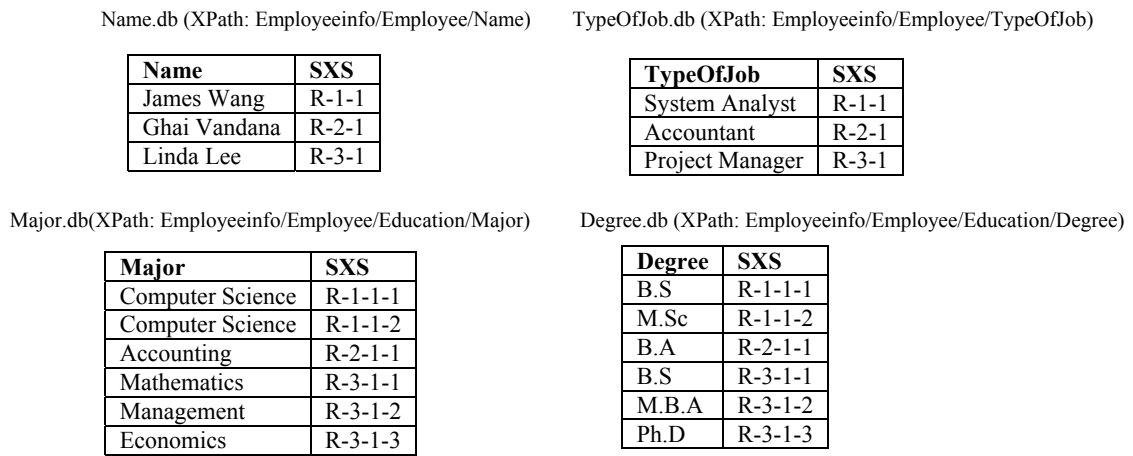 Name.db (XPath: Employeeinfo/Employee/Name)
Name SXS
James Wang R-1-1
Ghai Vandana R-2-1
Linda Lee R-3-1
TypeOfJob.db (XPath: Employeeinfo/Employee/TypeOfJob)
TypeOfJob SXS
System Analyst R-1-1
Accountant R-2-1
Project Manager R-3-1
Major.db(XPath: Employeeinfo/Employee/Education/Major)
Major SXS
Computer Science R-1-1-1
Computer Science R-1-1-2
Accounting R-2-1-1
Mathematics R-3-1-1
Management R-3-1-2
Economics R-3-1-3
Degree.db (XPath: Employeeinfo/Employee/Education/Degree)
Degree SXS
B.S R-1-1-1
M.Sc R-1-1-2
B.A R-2-1-1
B.S R-3-1-1
M.B.A R-3-1-2
Ph.D R-3-1-3